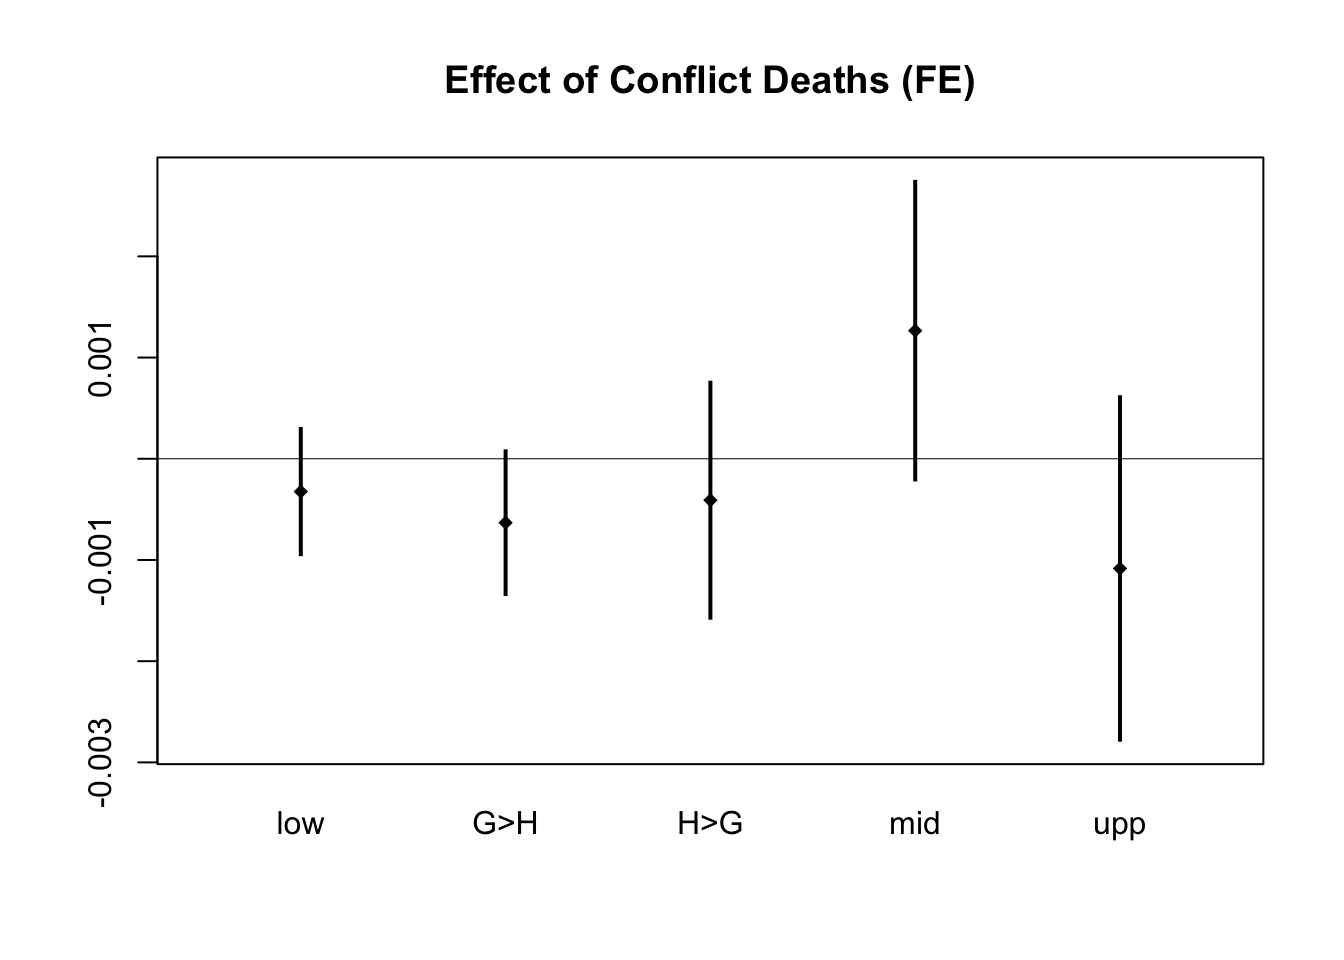 Effect of Conflict Deaths (FE)
0.001
-0.001
-0.003
low G>H H>G mid upp